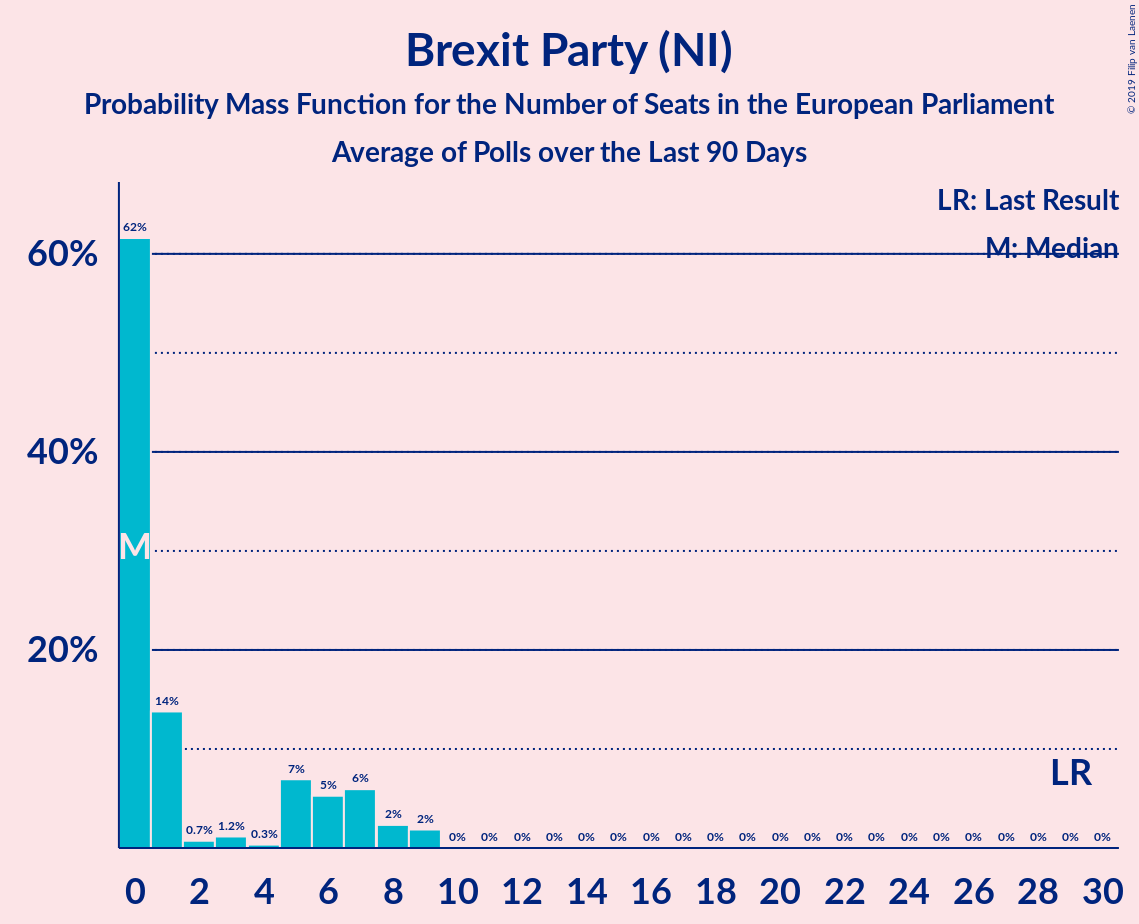 Brexit Party (NI)
Probability Mass Function for the Number of Seats in the European Parliament
Average of Polls over the Last 90 Days
© 2019 Filip van Laenen
LR: Last Result
M: Median
60%
40%
20%
62%
M
14%
0.7%
1.2%
0.3%
7%
5%
6%
2%
2%
0% 0% 0% 0% 0% 0% 0% 0% 0% 0% 0% 0% 0% 0% 0% 0% 0% 0% 0% 0% 0%
LR
0 2 4 6 8 10 12 14 16 18 20 22 24 26 28 30